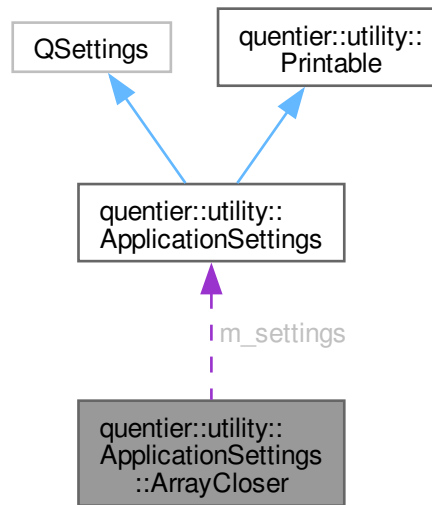 QSettings
quentier::utility::
Printable
quentier::utility::
ApplicationSettings
m_settings
quentier::utility::
ApplicationSettings
::ArrayCloser